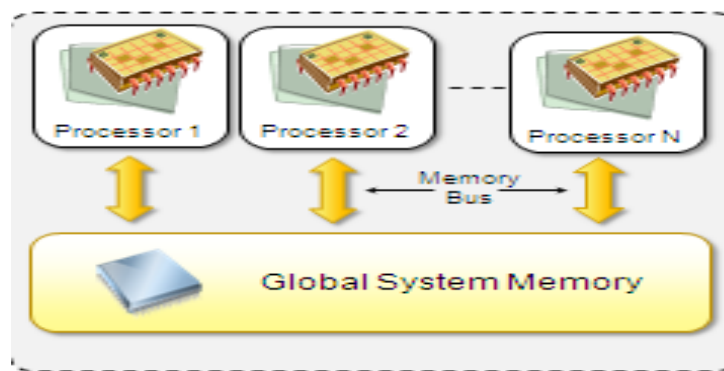 Processor 1
Processor 2
Processor N
Memory
Bus
Global System Memory